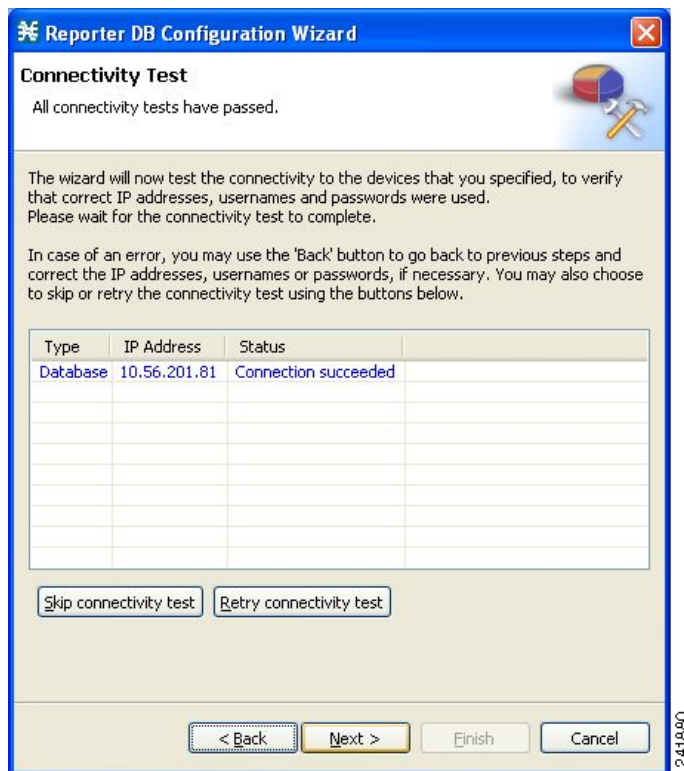 Reporter DB Configuration Wizard
Connectivity Test
All connectivity tests have passed.
The wizard will now test the connectivity to the devices that you specified, to verify
that correct IP addresses, usernames and passwords were used.
Please wait for the connectivity test to complete.
In case of an error, you may use the 'Back' button to go back to previous steps and
correct the IP addresses, usernames or passwords, if necessary. You may also choose
to skip or retry the connectivity test using the buttons below.
Type IP Address Status
Database 10.56.201.81 Connection succeeded
Skip connectivity test Retry connectivity test
< Back Next > Finish Cancel
241880